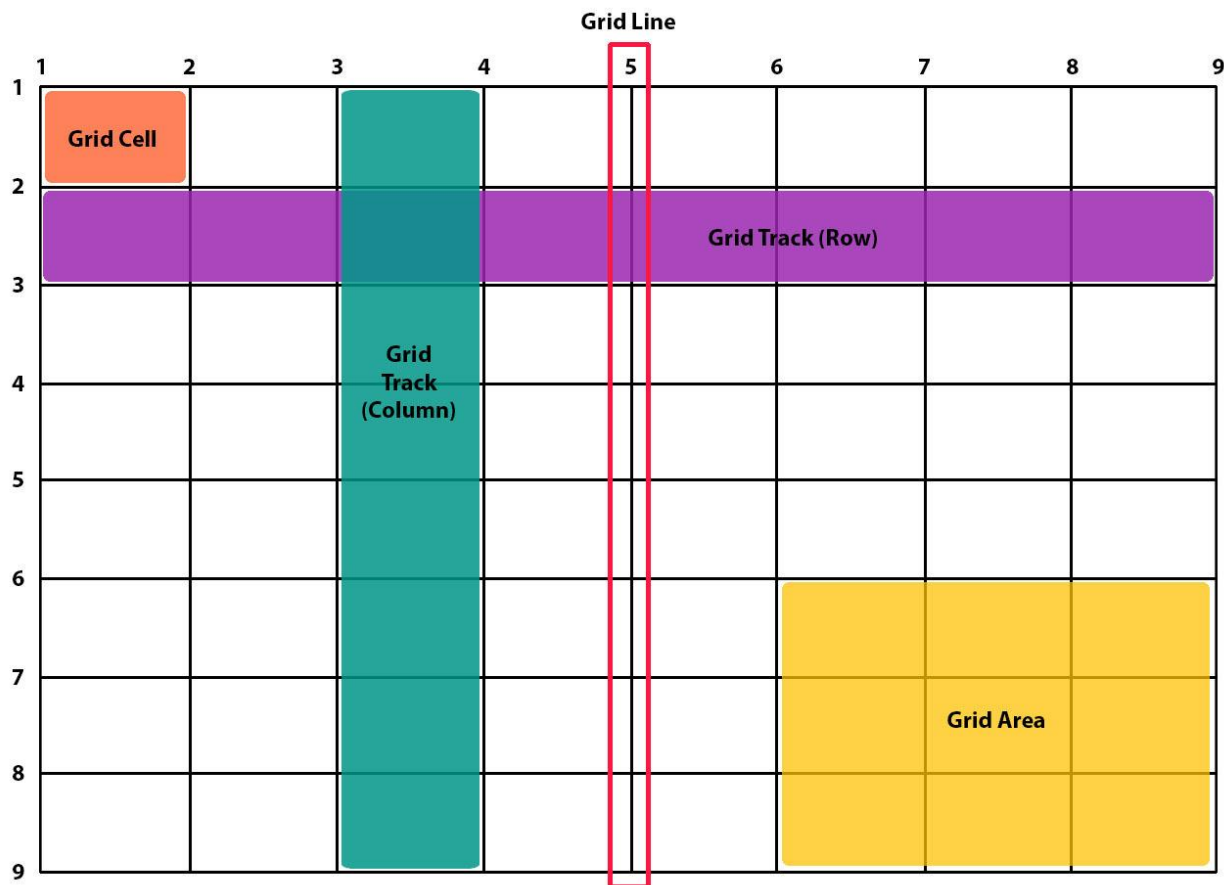 Grid Line
1 2 3 4 5 6 7 8 9
1
Grid Cell
2
Grid Track (Row)
3
Grid
Track
(Column)
4
5
6
7
Grid Area
8
9